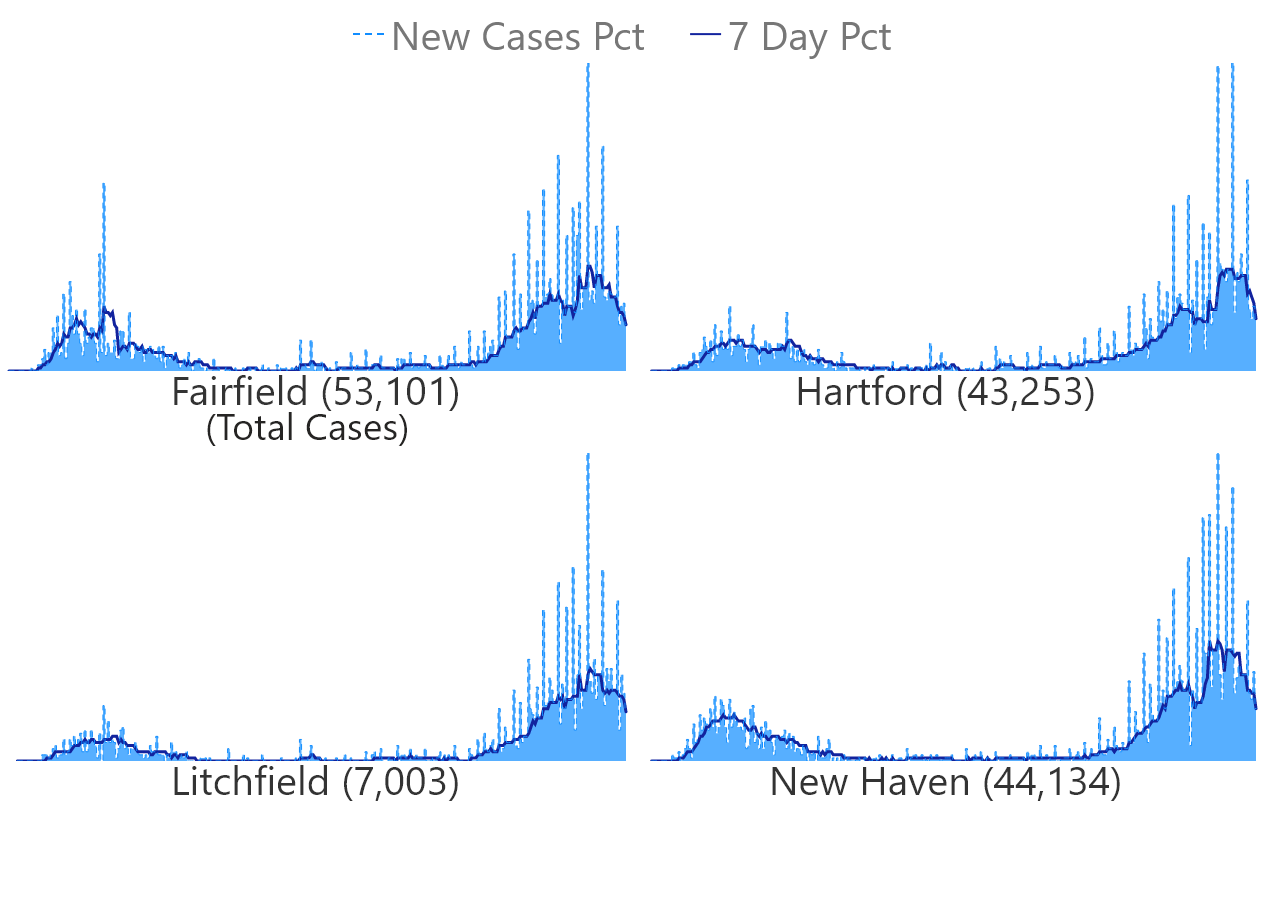 New Cases Pct 7 Day Pct
Fairfield (53,101)
(Total Cases)
Hartford (43,253)
Litchfield (7,003)
New Haven (44,134)